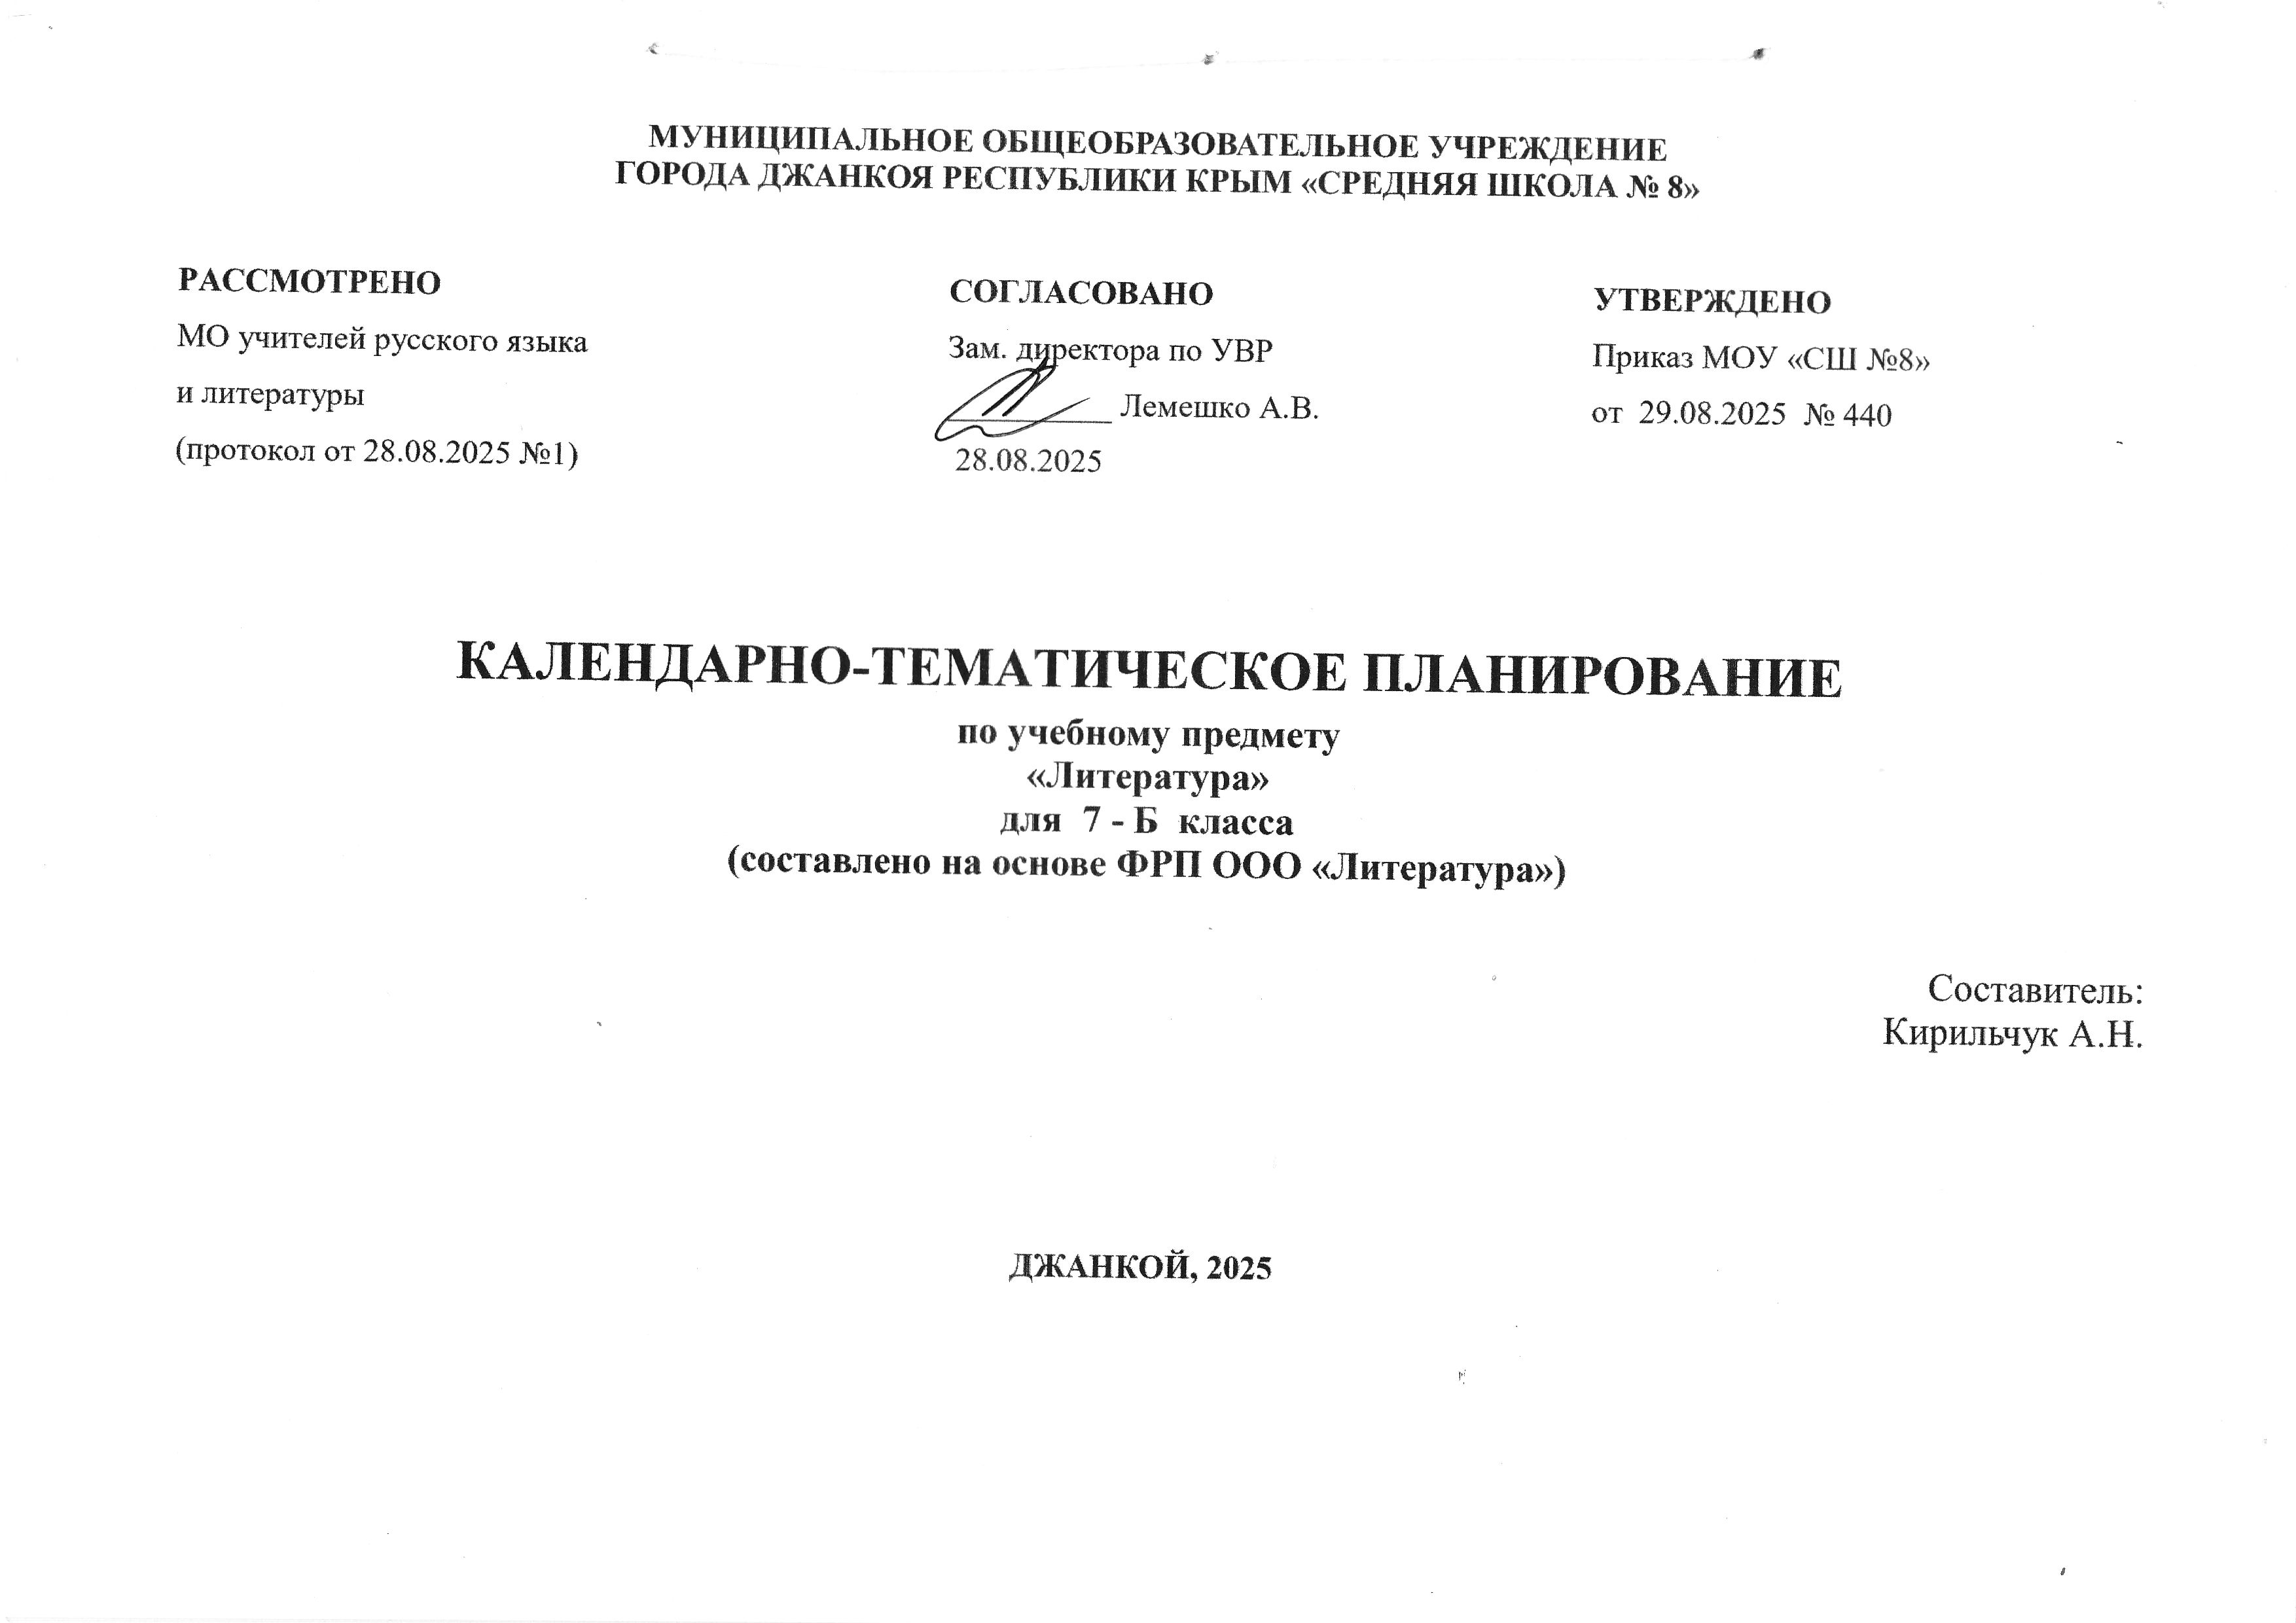 МУНИЦИПАЛЬНОЕ ОБЩЕОБРАЗОВАТЕЛЬНОЕ УЧРЕЖДЕНИЕ
ГОРОДА ДЖАНКОЯ РЕСПУБЛИКИ КРЫМ «СРЕДНЯЯ ШКОЛА № 8»
РАССМОТРЕНО
МО учителей русского языка
и литературы
(протокол от 28.08.2025 №1)
СОГЛАСОВАНО
Зам. директора по УВР
Лемешко А.В.
28.08.2025
УТВЕРЖДЕНО
Приказ МОУ «СШ №8»
от 29.08.2025 № 440
КАЛЕНДАРНО-ТЕМАТИЧЕСКОЕ ПЛАНИРОВАНИЕ
по учебному предмету
«Литература»
для 7 - Б класса
(составлено на основе ФРП ООО «Литература»)
Составитель:
Кирильчук А.Н.
ДЖАНКОЙ, 2025